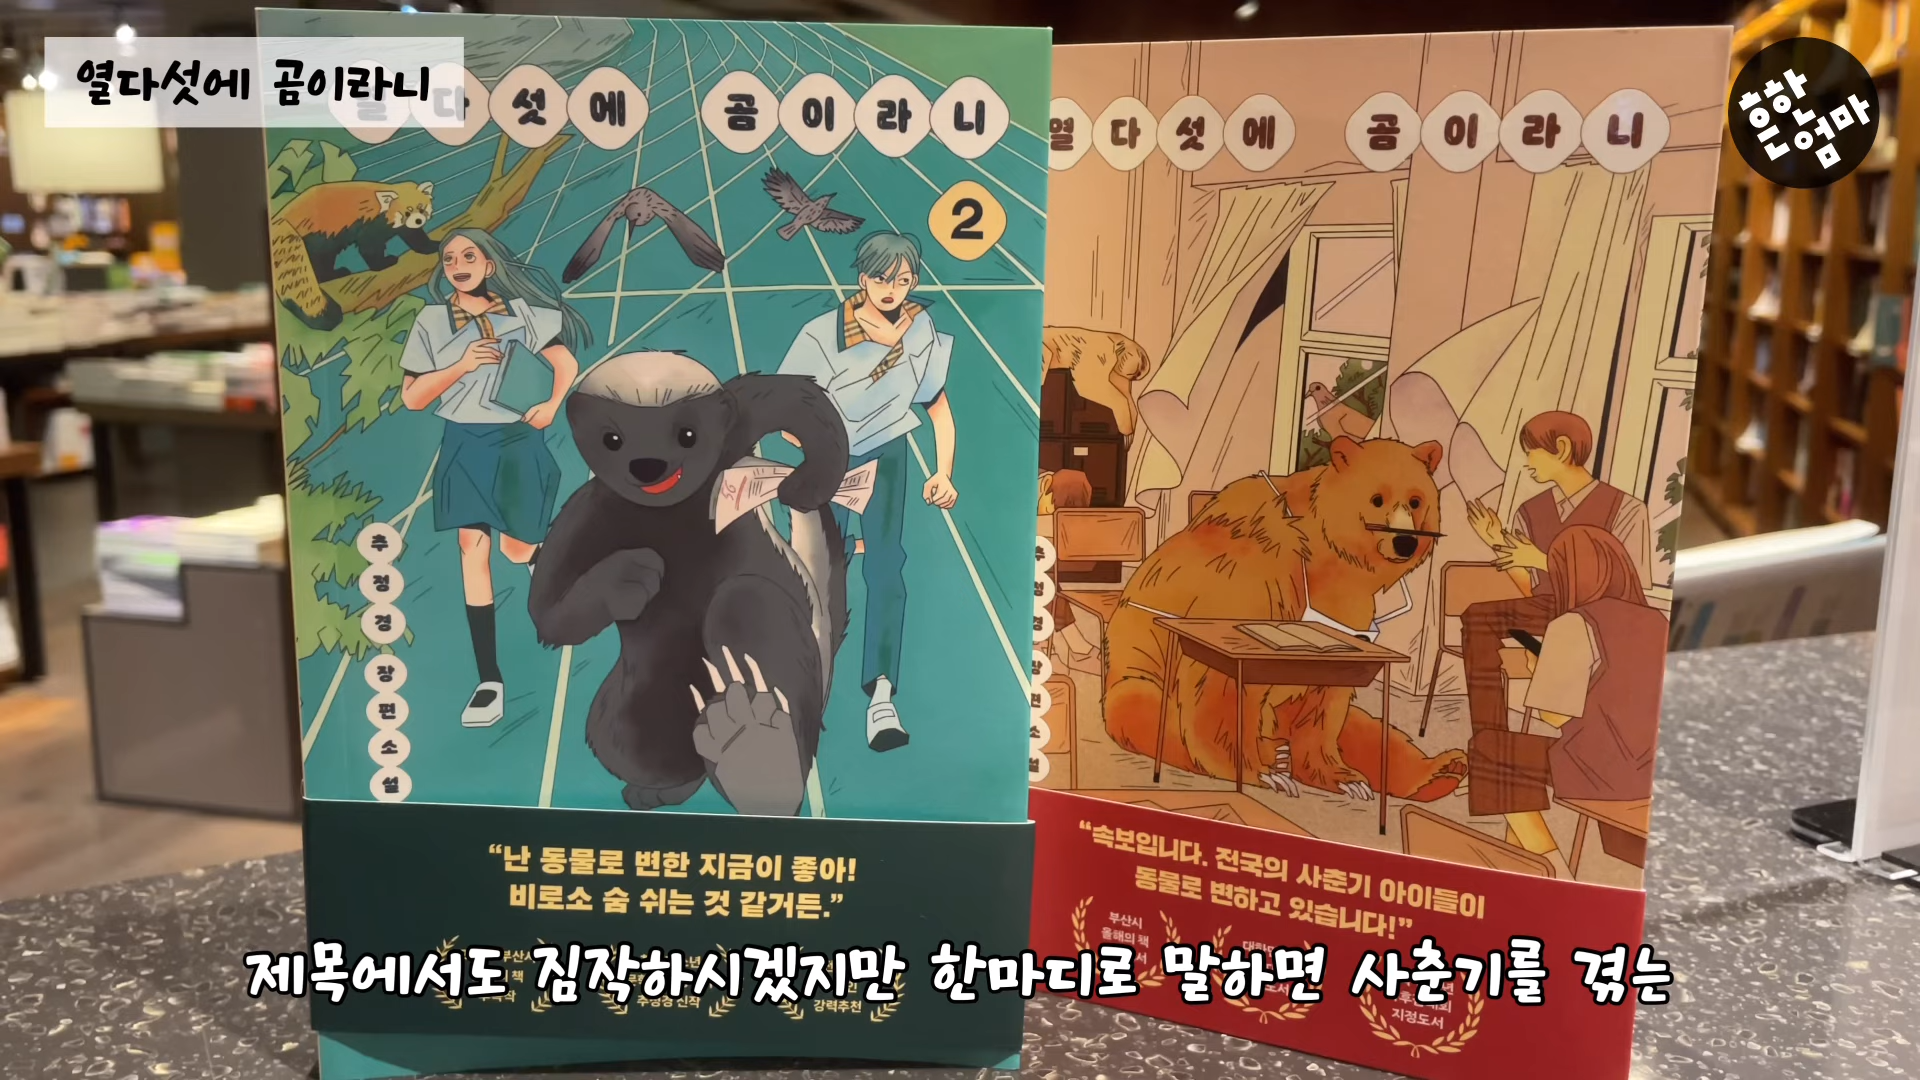 열다섯에 곰이라니
한한
엄마
다섯에 곰이라니
2
추정경 장편소설
“난 동물로 변한 지금이 좋아!
비로소 숨 쉬는 것 같거든.”
강력추천
열다섯에 곰이라니
“속보입니다. 전국의 사춘기 아이들이
동물로 변하고 있습니다!”
부산시
올해의 책
지정도서
제목에서도 짐작하시겠지만 한마디로 말하면 사춘기를 겪는